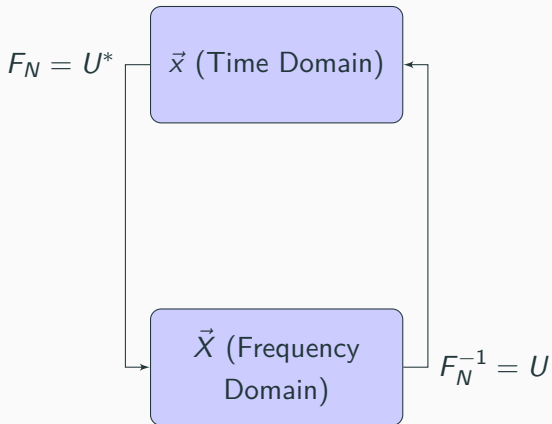 $F_N = U^*$
$\vec{x}$ (Time Domain)
$\vec{X}$ (Frequency
Domain)
$F_N^{-1} = U$